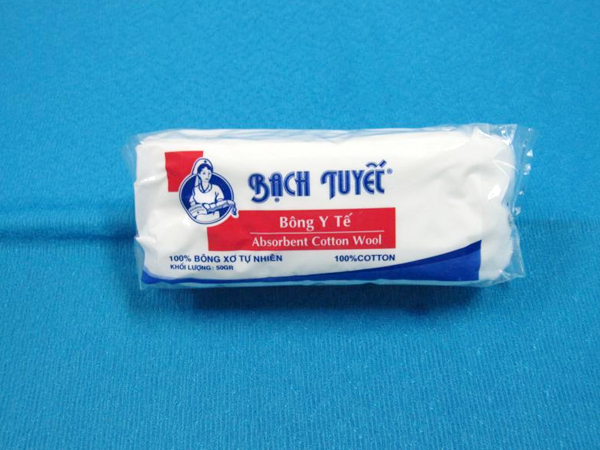 BẠCH TUYẾT®
Bông Y Tế
Absorbent Cotton Wool
100% BÔNG XƠ TỰ NHIÊN 100%COTTON
KHỐI LƯỢNG: 50GR